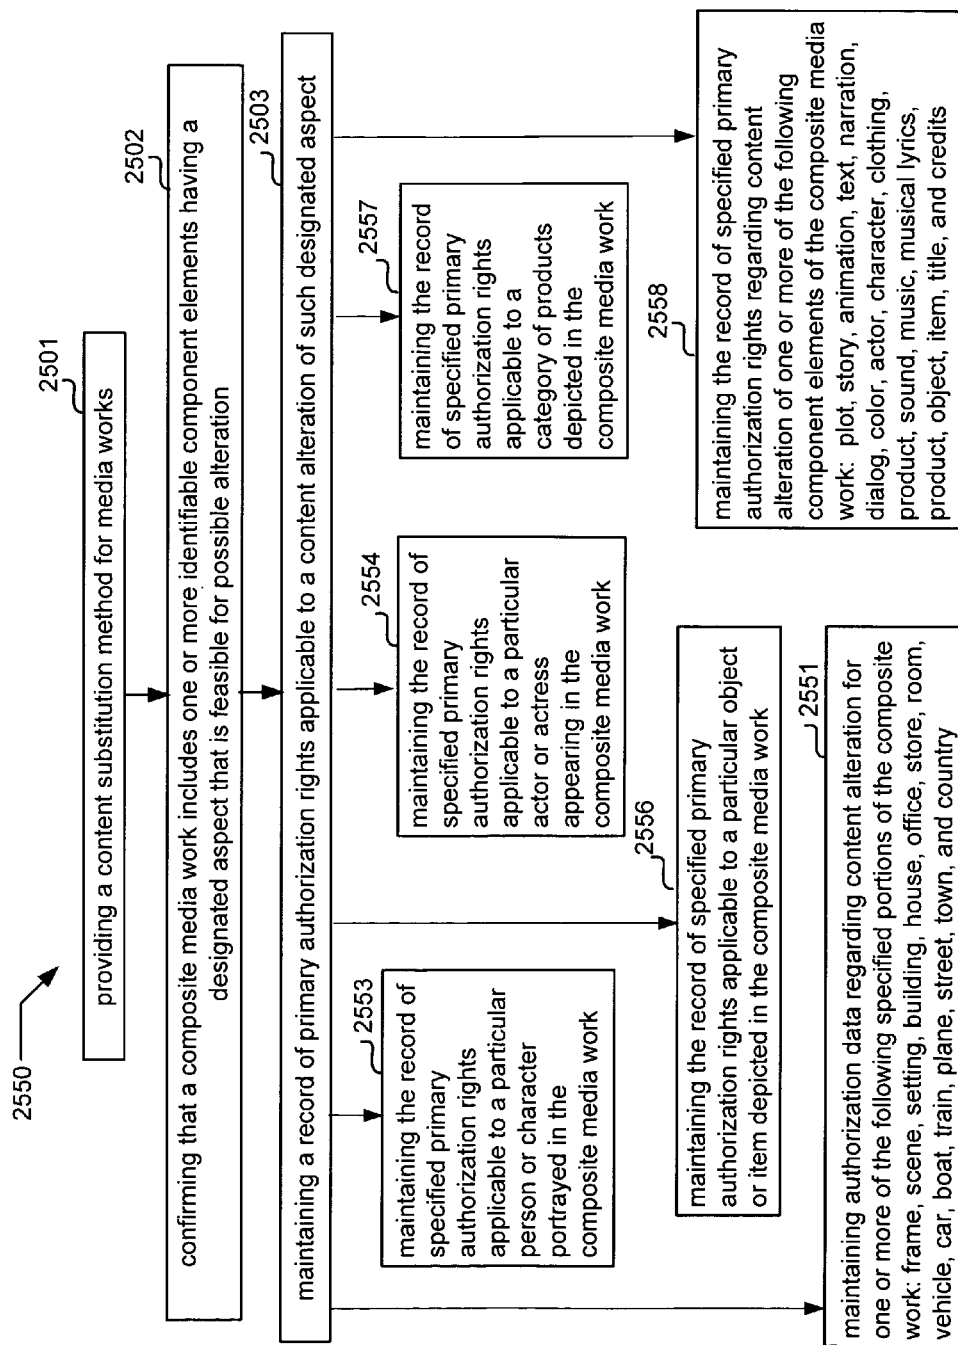 2550
2501
providing a content substitution method for media works
2502
confirming that a composite media work includes one or more identifiable component elements having a
designated aspect that is feasible for possible alteration
2503
maintaining a record of primary authorization rights applicable to a content alteration of such designated aspect
2553
maintaining the record of
specified primary
authorization rights
applicable to a particular
person or character
portrayed in the
composite media work
2554
maintaining the record of
specified primary
authorization rights
applicable to a particular
actor or actress
appearing in the
composite media work
2557
maintaining the record
of specified primary
authorization rights
applicable to a
category of products
depicted in the
composite media work
2556
maintaining the record of specified primary
authorization rights applicable to a particular object
or item depicted in the composite media work
2558
maintaining the record of specified primary
authorization rights regarding content
alteration of one or more of the following
component elements of the composite media
work: plot, story, animation, text, narration,
dialog, color, actor, character, clothing,
product, sound, music, musical lyrics,
product, object, item, title, and credits
2551
maintaining authorization data regarding content alteration for
one or more of the following specified portions of the composite
work: frame, scene, setting, building, house, office, store, room,
vehicle, car, boat, train, plane, street, town, and country